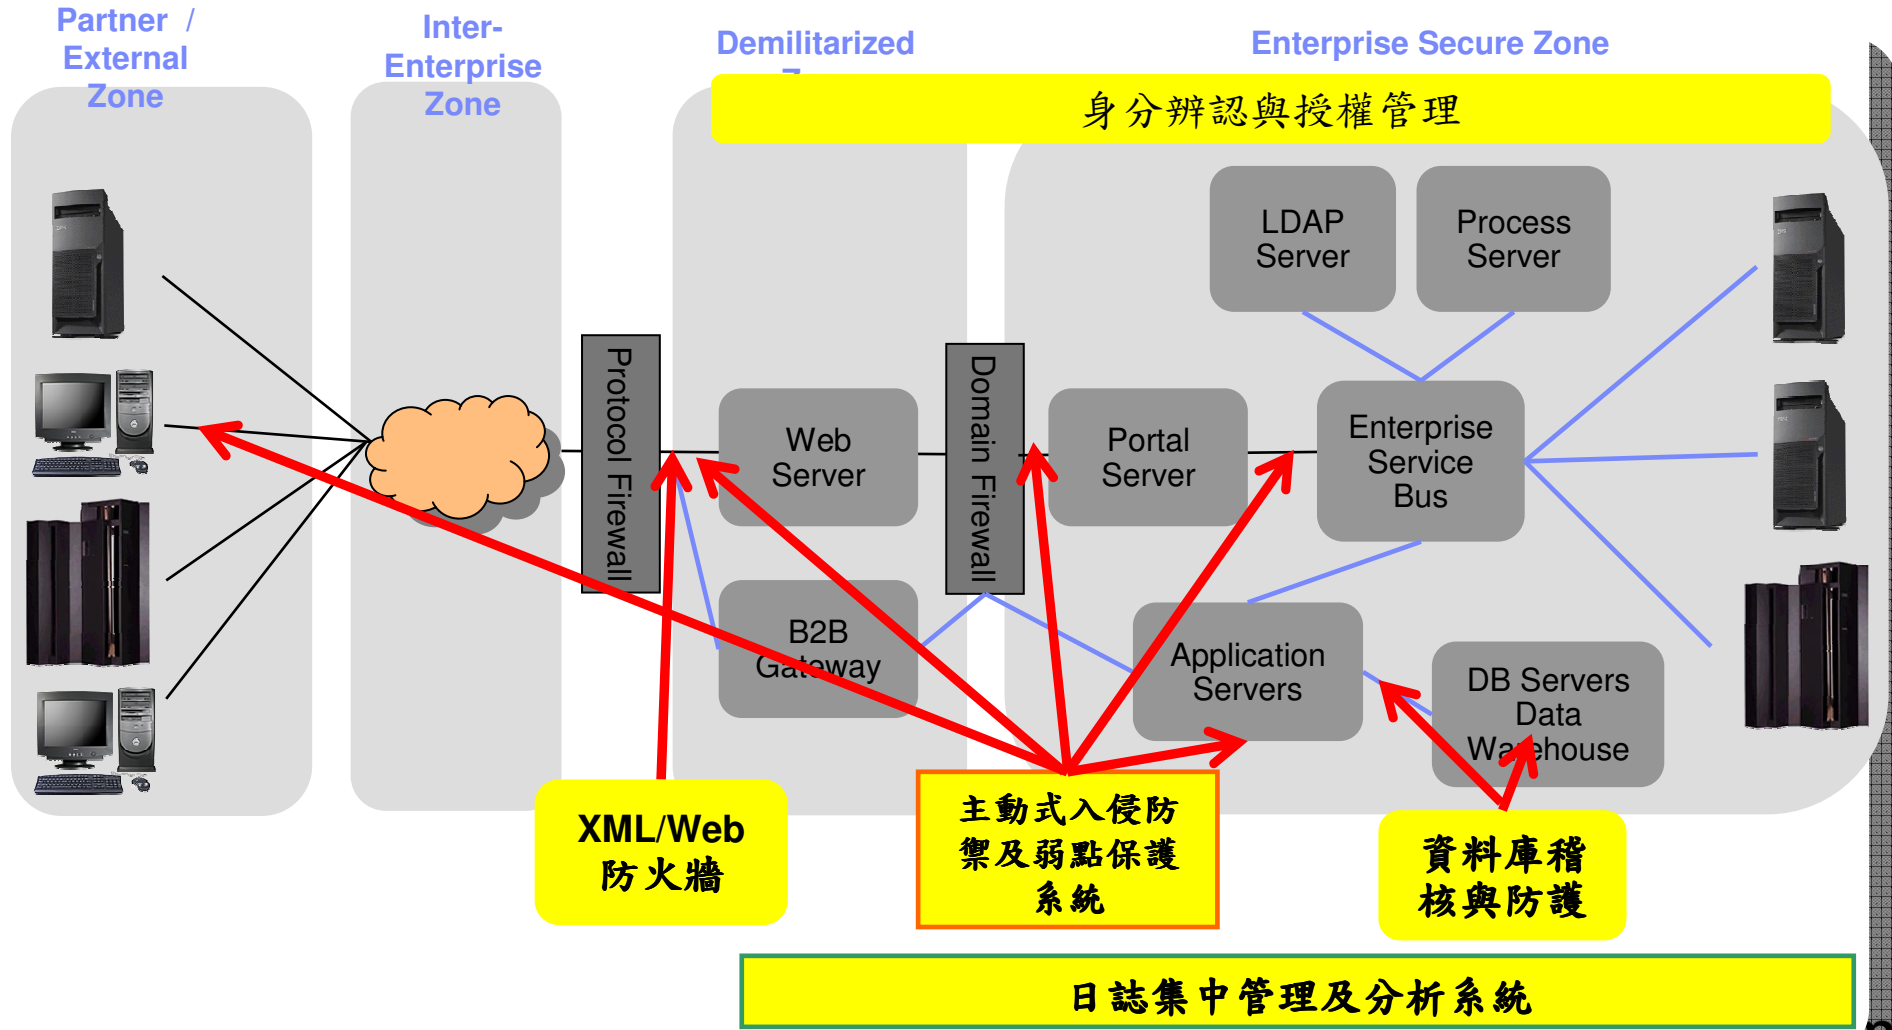 Partner /
External
Zone
Inter-
Enterprise
Zone
Demilitarized
Enterprise Secure Zone
身分辨認與授權管理
LDAP
Server
Process
Server
Protocol Firewall
Web
Server
Domain Firewall
Portal
Server
Enterprise
Service
Bus
B2B
Gateway
Application
Servers
DB Servers
Data
Warehouse
XML/Web
防火牆
主動式入侵防
禦及弱點保護
系統
資料庫稽
核與防護
日誌集中管理及分析系統